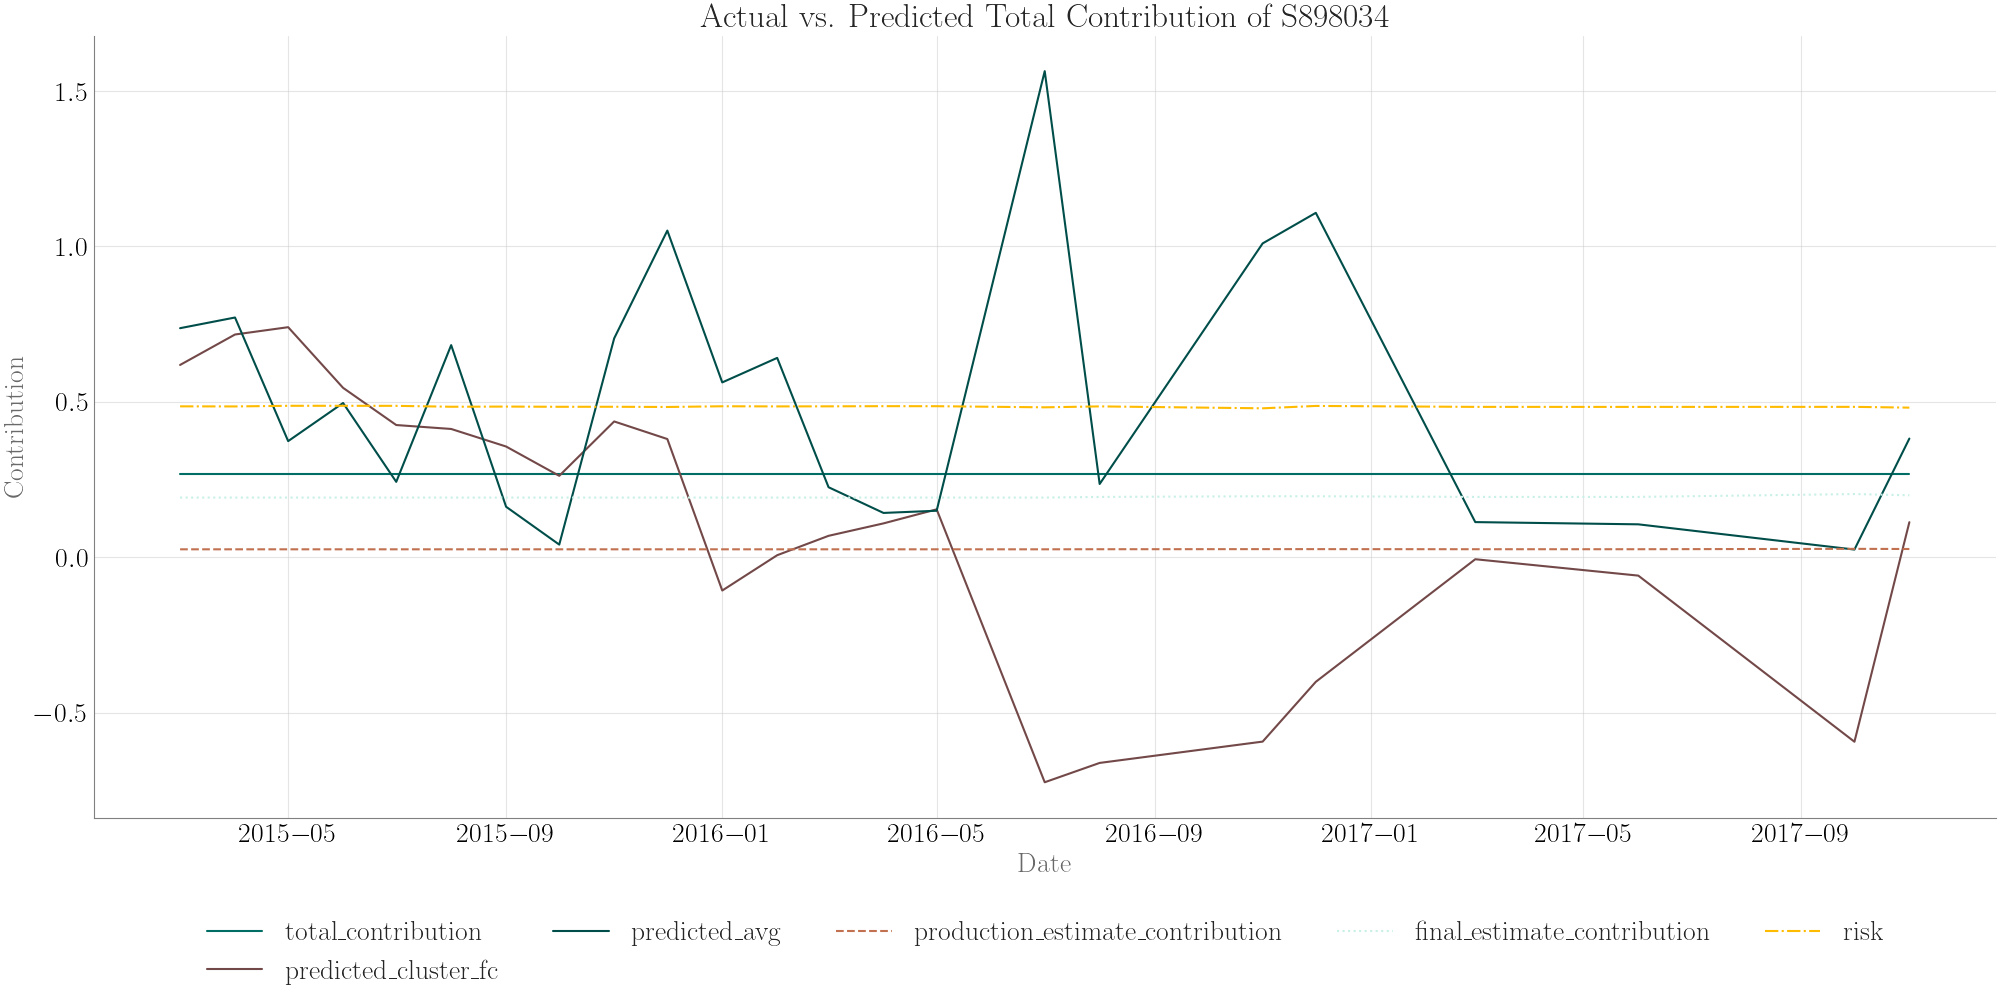 Actual vs. Predicted Total Contribution of S898034
1.5
1.0
0.5
0.0
−0.5
Contribution
2015−05 2015−09 2016−01 2016−05 2016−09 2017−01 2017−05 2017−09
Date
total_contribution predicted_avg production_estimate_contribution final_estimate_contribution risk
predicted_cluster_fc